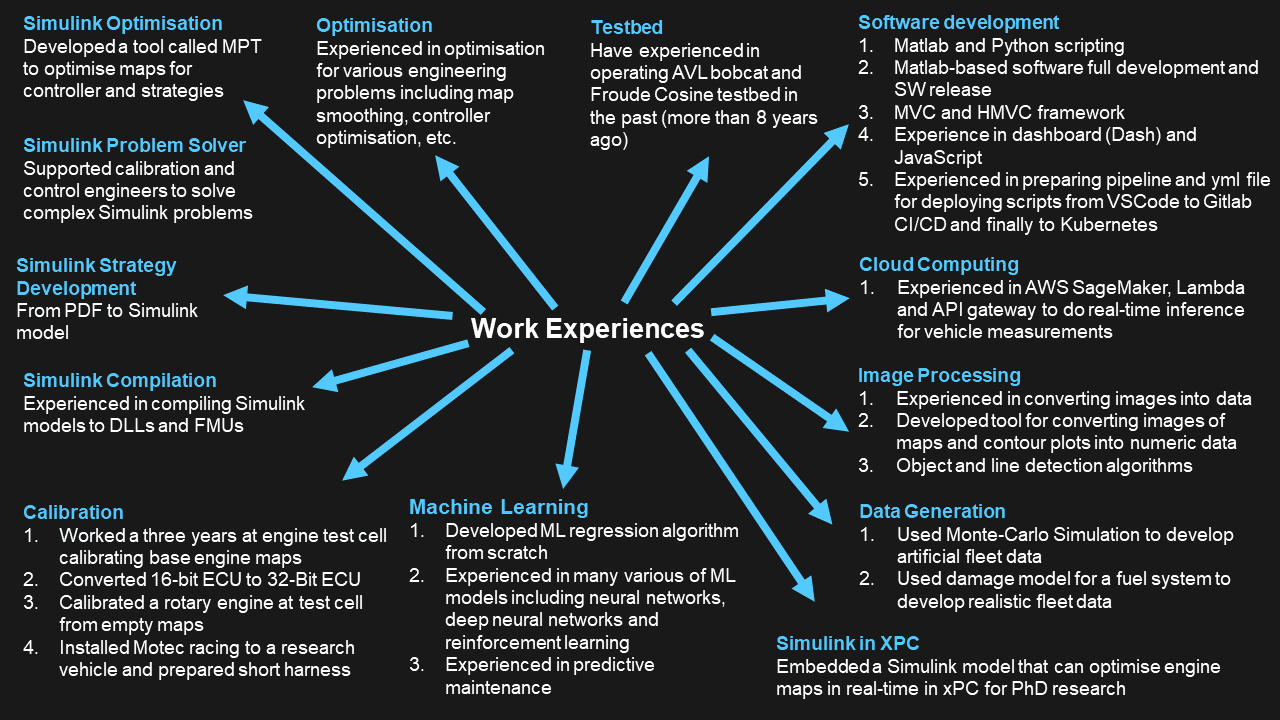 Simulink Optimisation
Developed a tool called MPT
to optimise maps for
controller and strategies
Simulink Problem Solver
Supported calibration and
control engineers to solve
complex Simulink problems
Simulink Strategy
Development
From PDF to Simulink
model
Simulink Compilation
Experienced in compiling Simulink
models to DLLs and FMUs
Calibration
1. Worked a three years at engine test cell
calibrating base engine maps
2. Converted 16-bit ECU to 32-Bit ECU
3. Calibrated a rotary engine at test cell
from empty maps
4. Installed Motec racing to a research
vehicle and prepared short harness
Optimisation
Experienced in optimisation
for various engineering
problems including map
smoothing, controller
optimisation, etc.
Testbed
Have experienced in
operating AVL bobcat and
Froude Cosine testbed in
the past (more than 8 years
ago)
Work Experiences
Machine Learning
1. Developed ML regression algorithm
from scratch
2. Experienced in many various of ML
models including neural networks,
deep neural networks and
reinforcement learning
3. Experienced in predictive
maintenance
Software development
1. Matlab and Python scripting
2. Matlab-based software full development and
SW release
3. MVC and HMVC framework
4. Experience in dashboard (Dash) and
JavaScript
5. Experienced in preparing pipeline and yml file
for deploying scripts from VSCode to Gitlab
CI/CD and finally to Kubernetes
Cloud Computing
1. Experienced in AWS SageMaker, Lambda
and API gateway to do real-time inference
for vehicle measurements
Image Processing
1. Experienced in converting images into data
2. Developed tool for converting images of
maps and contour plots into numeric data
3. Object and line detection algorithms
Data Generation
1. Used Monte-Carlo Simulation to develop
artificial fleet data
2. Used damage model for a fuel system to
develop realistic fleet data
Simulink in XPC
Embedded a Simulink model that can optimise engine
maps in real-time in xPC for PhD research